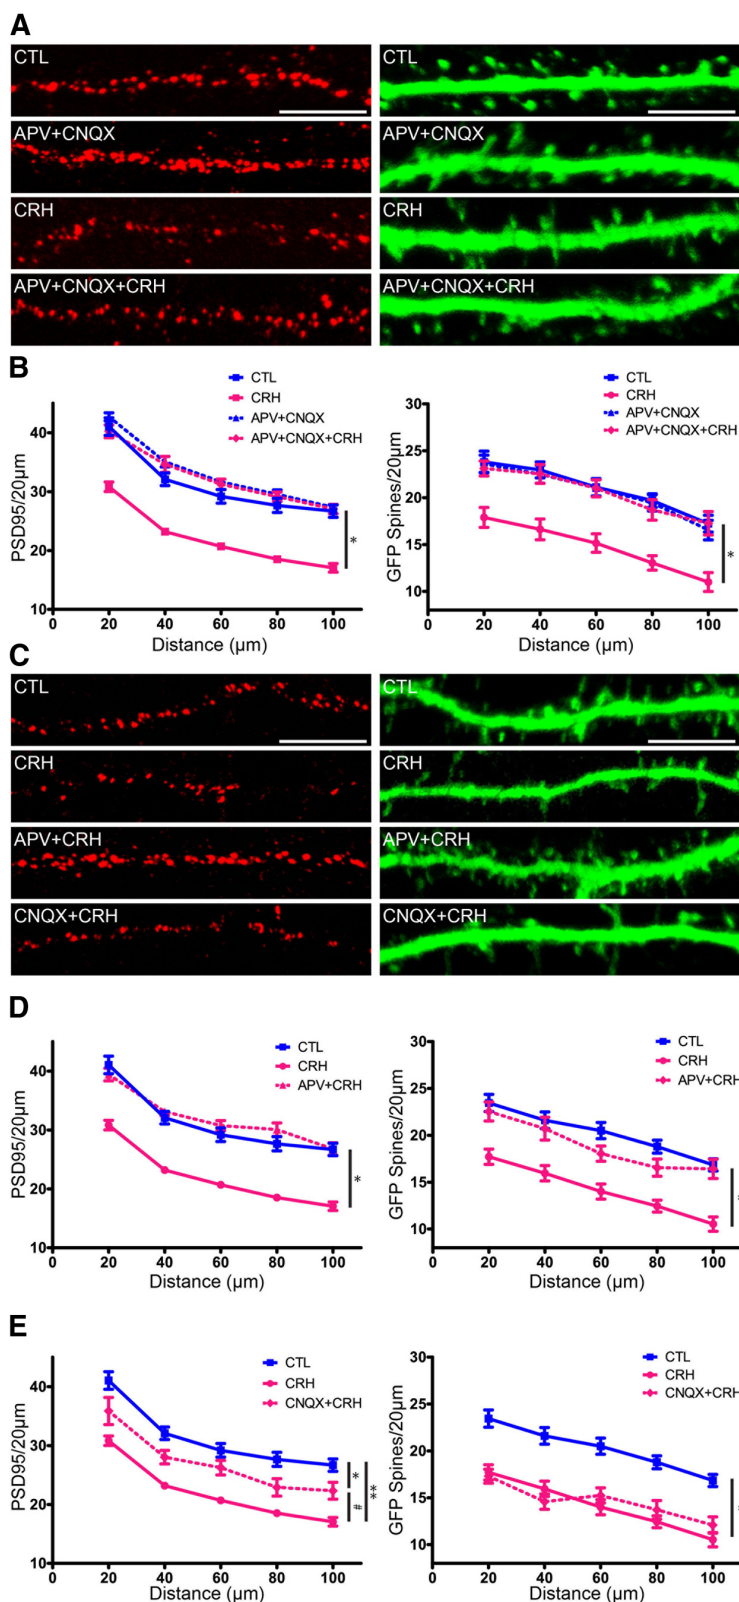 A
CTL
CTL
APV+CNQX
APV+CNQX
CRH
CRH
APV+CNQX+CRH
APV+CNQX+CRH
B
CTL
CRH
APV+CNQX
APV+CNQX+CRH
PSD95/20µm
40
30
20
10
0 20 40 60 80 100
Distance (µm)
*
CTL
CRH
APV+CNQX
APV+CNQX+CRH
GFP Spines/20µm
30
25
20
15
10
0 20 40 60 80 100
Distance (µm)
*
C
CTL
CTL
CRH
CRH
APV+CRH
APV+CRH
CNQX+CRH
CNQX+CRH
D
CTL
CRH
APV+CRH
PSD95/20µm
40
30
20
10
0 20 40 60 80 100
Distance (µm)
*
CTL
CRH
APV+CRH
GFP Spines/20µm
30
25
20
15
10
0 20 40 60 80 100
Distance (µm)
E
CTL
CRH
CNQX+CRH
PSD95/20µm
40
30
20
10
0 20 40 60 80 100
Distance (µm)
*
#
**
CTL
CRH
CNQX+CRH
GFP Spines/20µm
30
25
20
15
10
0 20 40 60 80 100
Distance (µm)